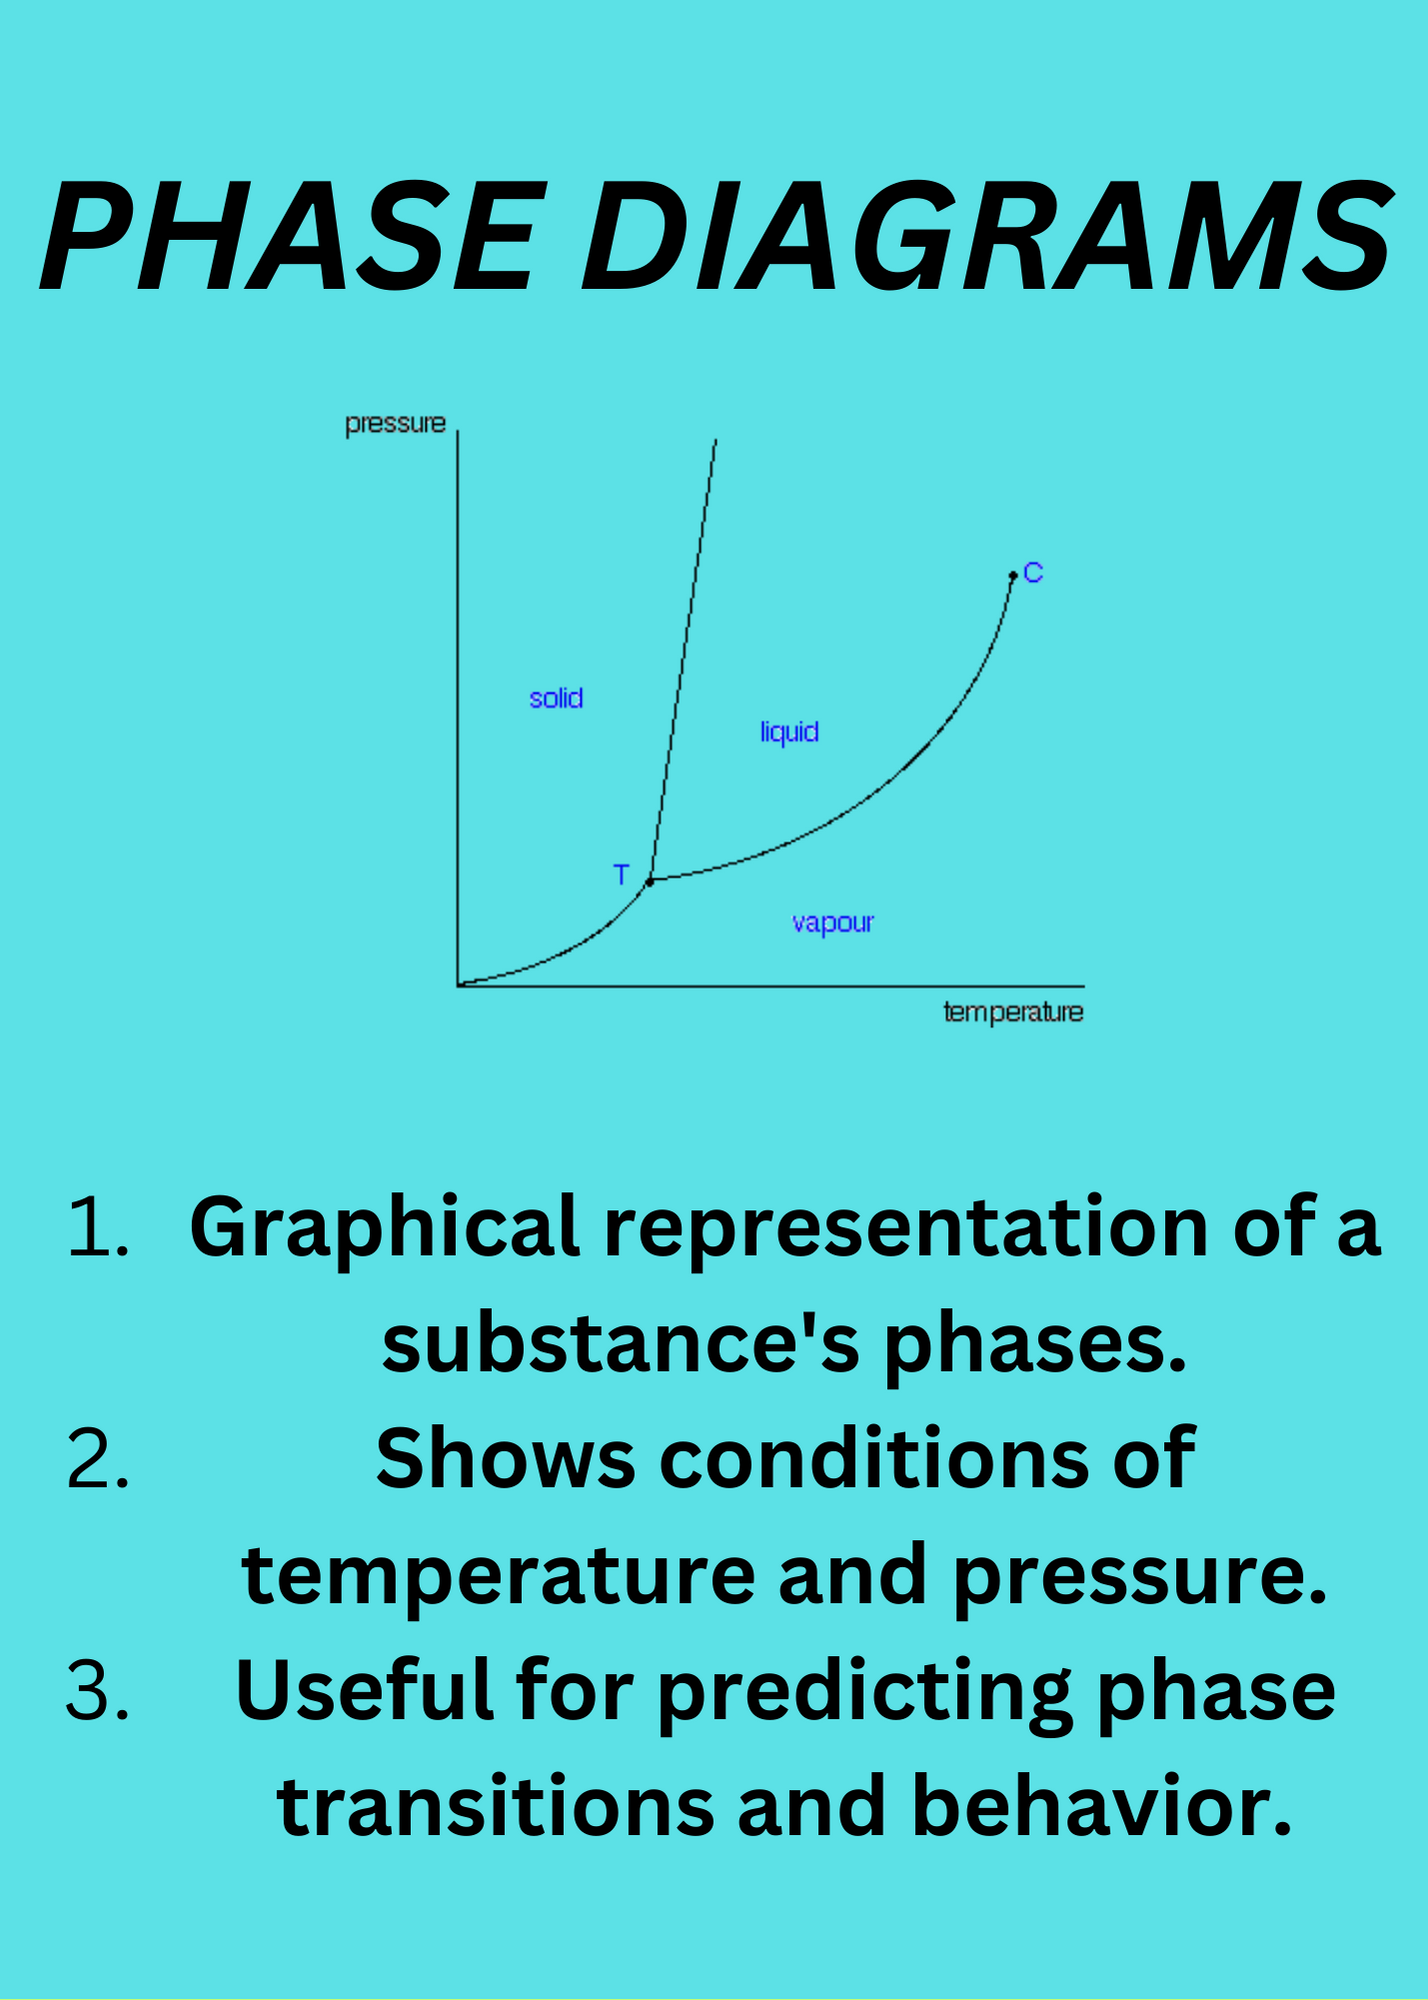 PHASE DIAGRAMS
pressure
C
solid
liquid
T
vapour
temperature
1. Graphical representation of a
substance's phases.
2. Shows conditions of
temperature and pressure.
3. Useful for predicting phase
transitions and behavior.